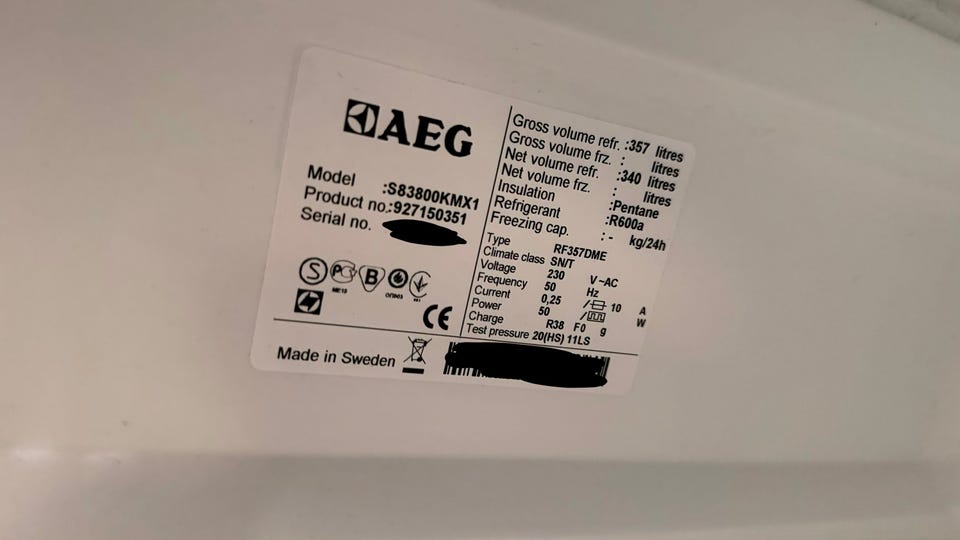 AEG
Model :S83800KMX1
Product no.:927150351
Serial no.
CE
Made in Sweden
Gross volume refr. :357 litres
Gross volume frz. : litres
Net volume refr. :340 litres
Net volume frz. : litres
Insulation :Pentane
Refrigerant :R600a
Freezing cap. :- kg/24h
Type RF357DME
Climate class SN/T
Voltage 230 V~AC
Frequency 50 Hz
Current 0,25 10 A
Power 50 W
Charge R38 F0 g
Test pressure 20(HS) 11LS